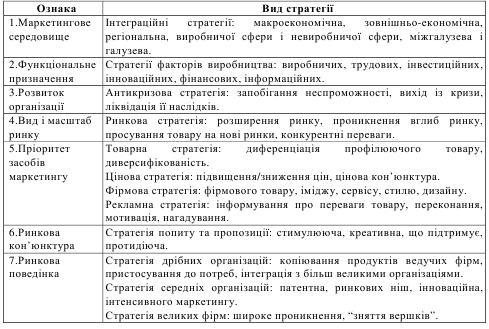 Ознака Вид стратегії
1.Маркетингове Інтеграційні стратегії: макроекономічна, зовнішньо-економічна,
середовище регіональна, виробничої сфери і невиробничої сфери, міжгалузева і
галузева.
2.Функціональне Стратегії факторів виробництва: виробничих, трудових, інвестиційних,
призначення інноваційних, фінансових, інформаційних.
3.Розвиток Антикризова стратегія: запобігання неспроможності, вихід із кризи,
організації ліквідація її наслідків.
4.Вид і масштаб Ринкова стратегія: розширення ринку, проникнення вглиб ринку,
ринку просування товару на нові ринки, конкурентні переваги.
5.Пріоритет Товарна стратегія: диференціація профілюючого товару,
засобів диверсифікованість.
маркетингу Цінова стратегія: підвищення/зниження цін, цінова кон’юнктура.
Фірмова стратегія: фірмового товару, іміджу, сервісу, стилю, дизайну.
Рекламна стратегія: інформування про переваги товару, переконання,
мотивація, нагадування.
6.Ринкова Стратегія попиту та пропозиції: стимулююча, креативна, що підтримує,
кон’юнктура протидіюча.
7.Ринкова Стратегія дрібних організацій: копіювання продуктів ведучих фірм,
поведінка пристосування до потреб, інтеграція з більш великими організаціями.
Стратегія середніх організацій: патентна, ринкових ніш, інноваційна,
інтенсивного маркетингу.
Стратегія великих фірм: широке проникнення, “зняття вершків”.